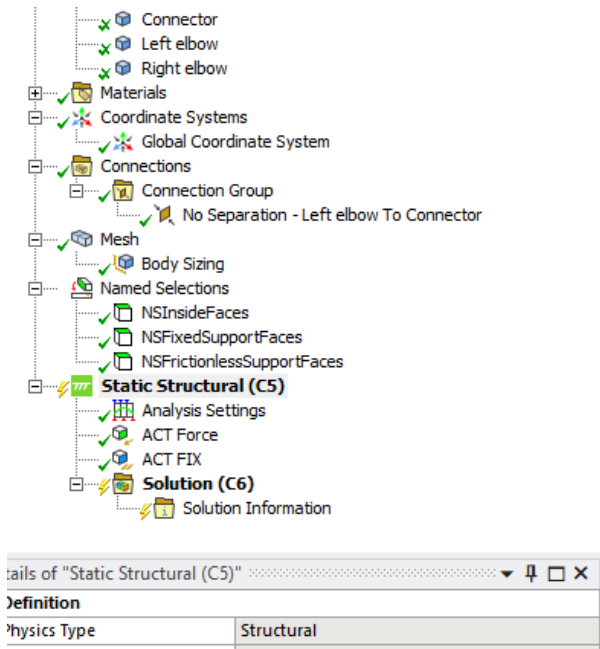 Connector
Left elbow
Right elbow
Materials
Coordinate Systems
Global Coordinate System
Connections
Connection Group
No Separation - Left elbow To Connector
Mesh
Body Sizing
Named Selections
NSInsideFaces
NSFixedSupportFaces
NSFrictionlessSupportFaces
Static Structural (C5)
Analysis Settings
ACT Force
ACT FIX
Solution (C6)
Solution Information
tails of "Static Structural (C5)"
Definition
Physics Type Structural